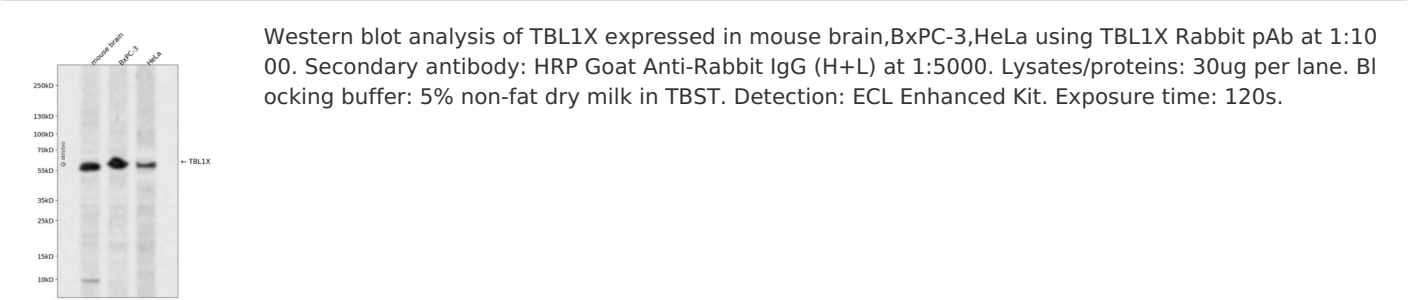 Western blot analysis of TBL1X expressed in mouse brain,BxPC-3,HeLa using TBL1X Rabbit pAb at 1:10
00. Secondary antibody: HRP Goat Anti-Rabbit IgG (H+L) at 1:5000. Lysates/proteins: 30ug per lane. Bl
ocking buffer: 5% non-fat dry milk in TBST. Detection: ECL Enhanced Kit. Exposure time: 120s.
mouse brain
BxPC-3
HeLa
250kD
130kD
100kD
70kD
55kD
35kD
25kD
15kD
10kD
← TBL1X